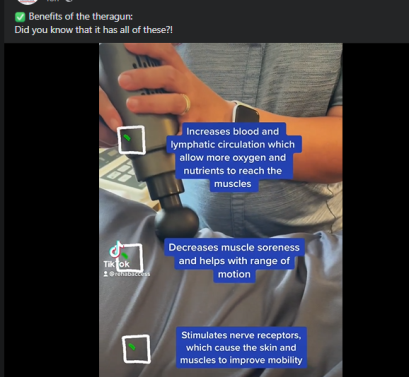 Benefits of the theragun:
Did you know that it has all of these?!
Increases blood and
lymphatic circulation which
allow more oxygen and
nutrients to reach the
muscles
Decreases muscle soreness
and helps with range of
motion
TikTok
@rehabaccess
Stimulates nerve receptors,
which cause the skin and
muscles to improve mobility